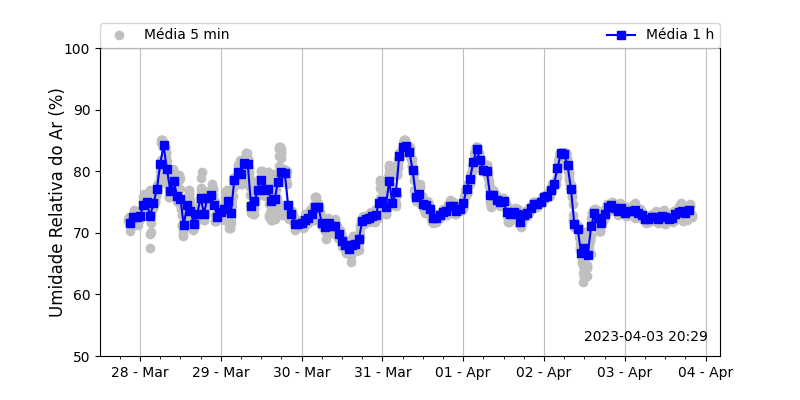 Média 5 min
Média 1 h
Umidade Relativa do Ar (%)
100
90
80
70
60
50
2023-04-03 20:29
28 - Mar
29 - Mar
30 - Mar
31 - Mar
01 - Apr
02 - Apr
03 - Apr
04 - Apr